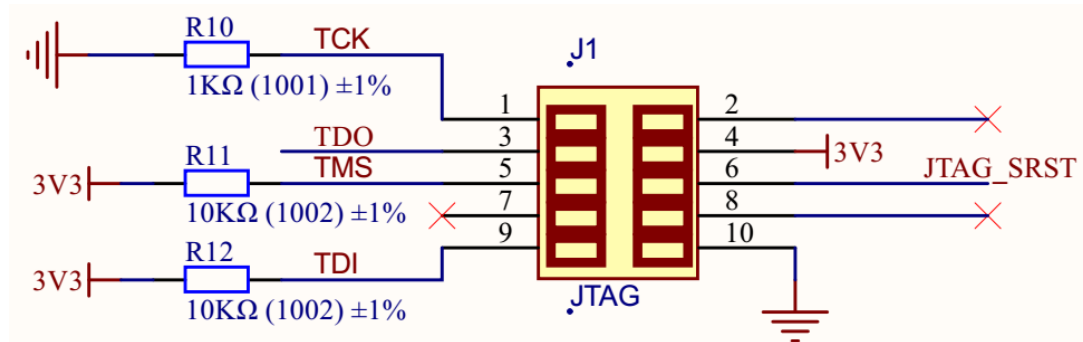 R10
TCK
1KΩ (1001) ±1%
J1
1
2
TDO
3
4
3V3
R11
TMS
5
6
JTAG_SRST
3V3
10KΩ (1002) ±1%
7
8
R12
9
10
TDI
3V3
10KΩ (1002) ±1%
JTAG